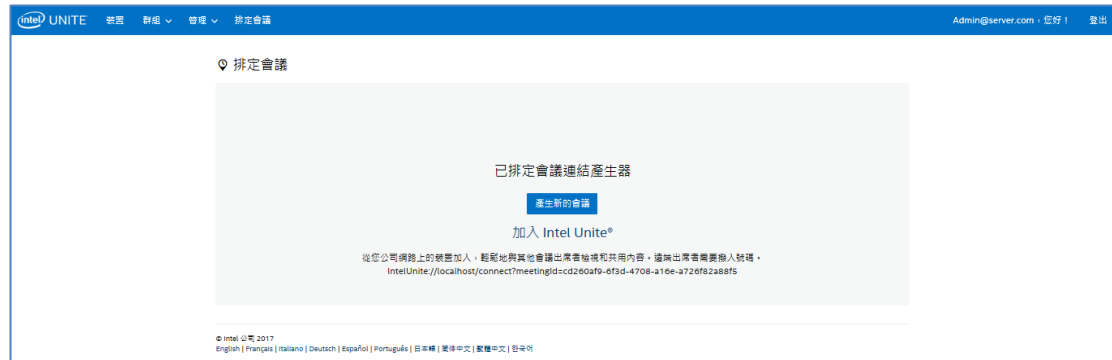 intel UNITE 裝置 群組 管理 排定會議 Admin@server.com，您好！ 登出
排定會議
已排定會議連結產生器
產生新的會議
加入 Intel Unite®
從您公司網路上的裝置加入，輕鬆地與其他會議出席者檢視和共用內容，遠端出席者需要撥入號碼。
IntelUnite://localhost/connect?meetingId=cd260af9-6f3d-4708-a16e-a726f82a88f5
© Intel 公司 2017
English | Français | Italiano | Deutsch | Español | Português | 日本語 | 简体中文 | 繁體中文 | 한국어